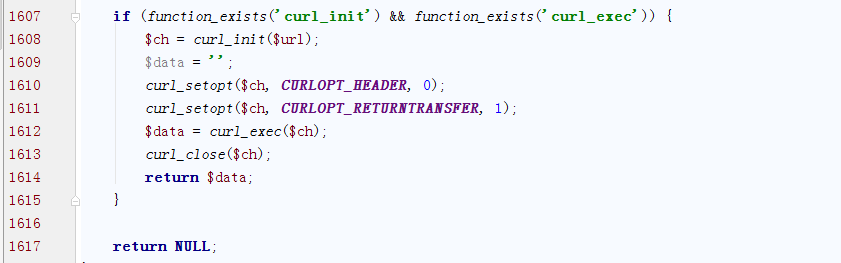 1607 if (function_exists('curl_init') && function_exists('curl_exec')) {
1608 $ch = curl_init($url);
1609 $data = '';
1610 curl_setopt($ch, CURLOPT_HEADER, 0);
1611 curl_setopt($ch, CURLOPT_RETURNTRANSFER, 1);
1612 $data = curl_exec($ch);
1613 curl_close($ch);
1614 return $data;
1615 }
1616
1617 return NULL;